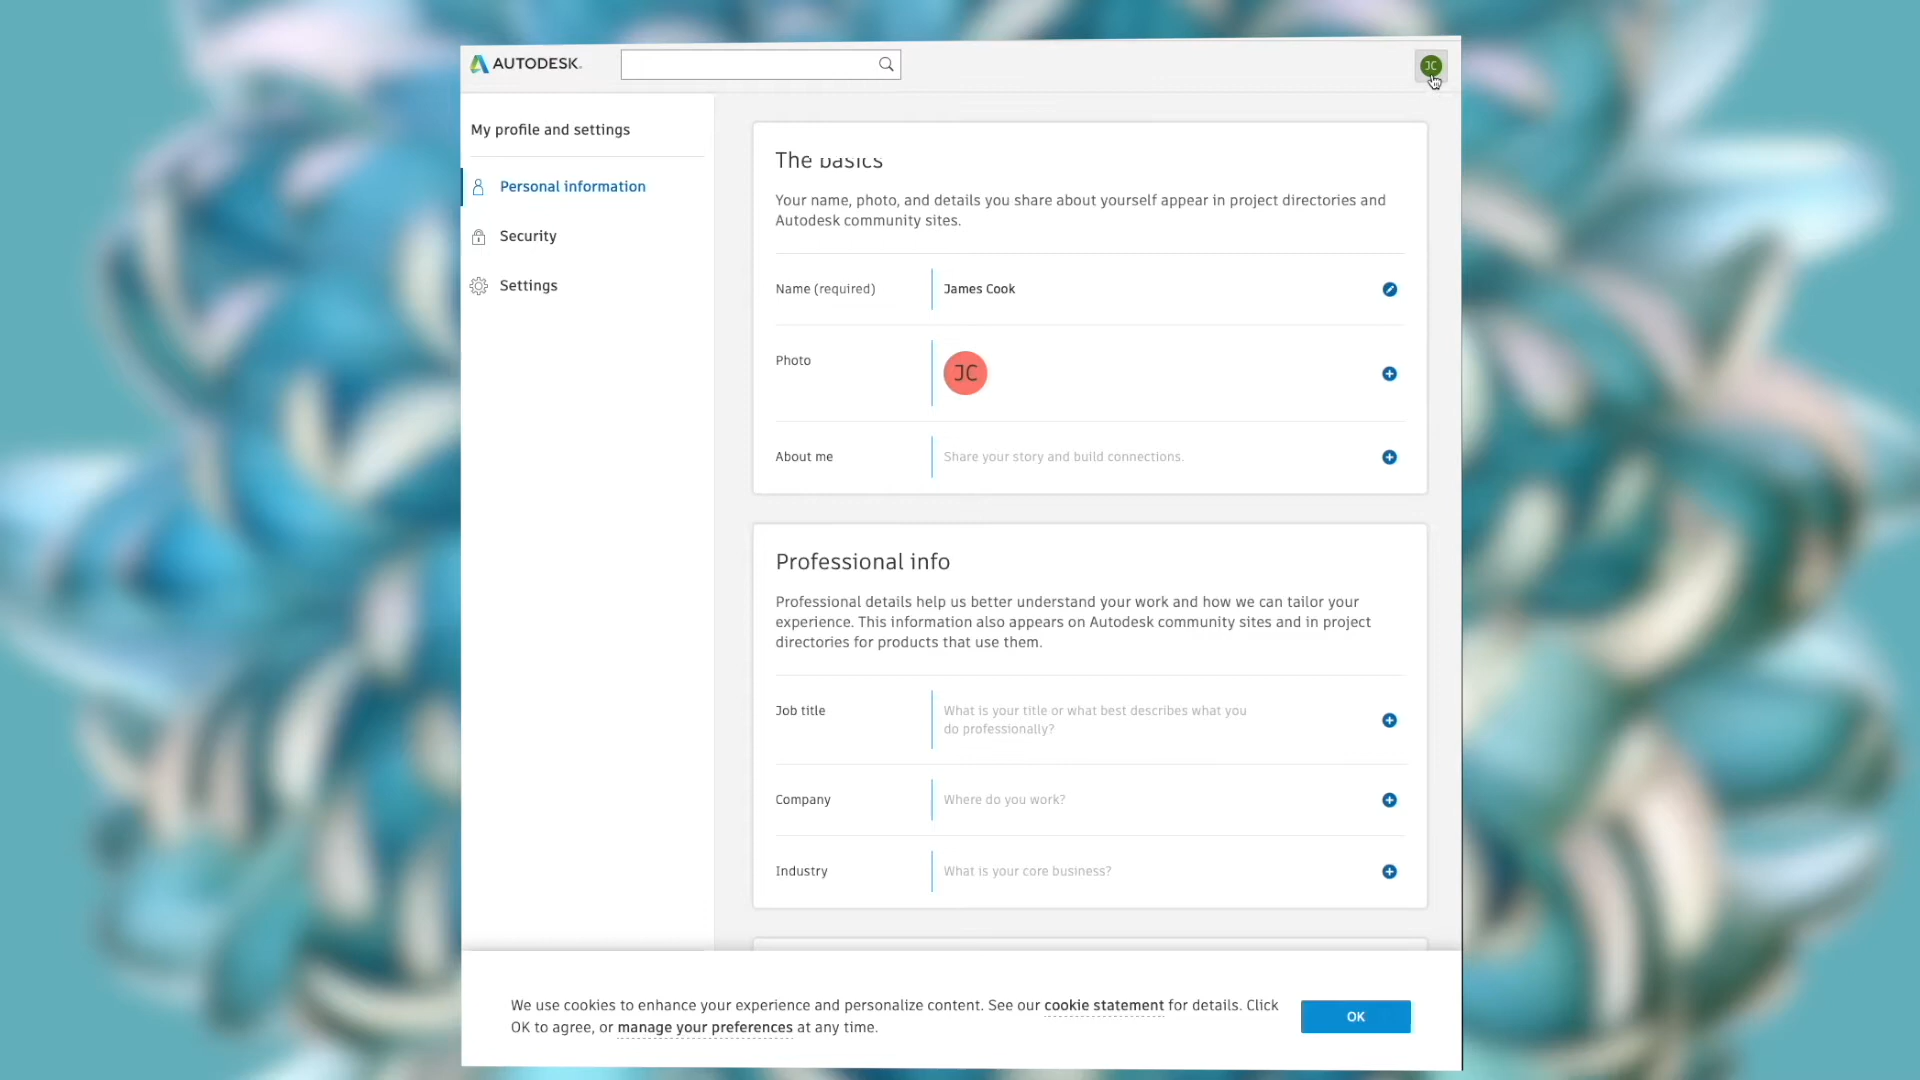 AUTODESK.
JC
My profile and settings
Personal information
Security
Settings
The basics
Your name, photo, and details you share about yourself appear in project directories and
Autodesk community sites.
Name (required)
James Cook
Photo
JC
About me
Share your story and build connections.
Professional info
Professional details help us better understand your work and how we can tailor your
experience. This information also appears on Autodesk community sites and in project
directories for products that use them.
Job title
What is your title or what best describes what you
do professionally?
Company
Where do you work?
Industry
What is your core business?
We use cookies to enhance your experience and personalize content. See our cookie statement for details. Click
OK to agree, or manage your preferences at any time.
OK